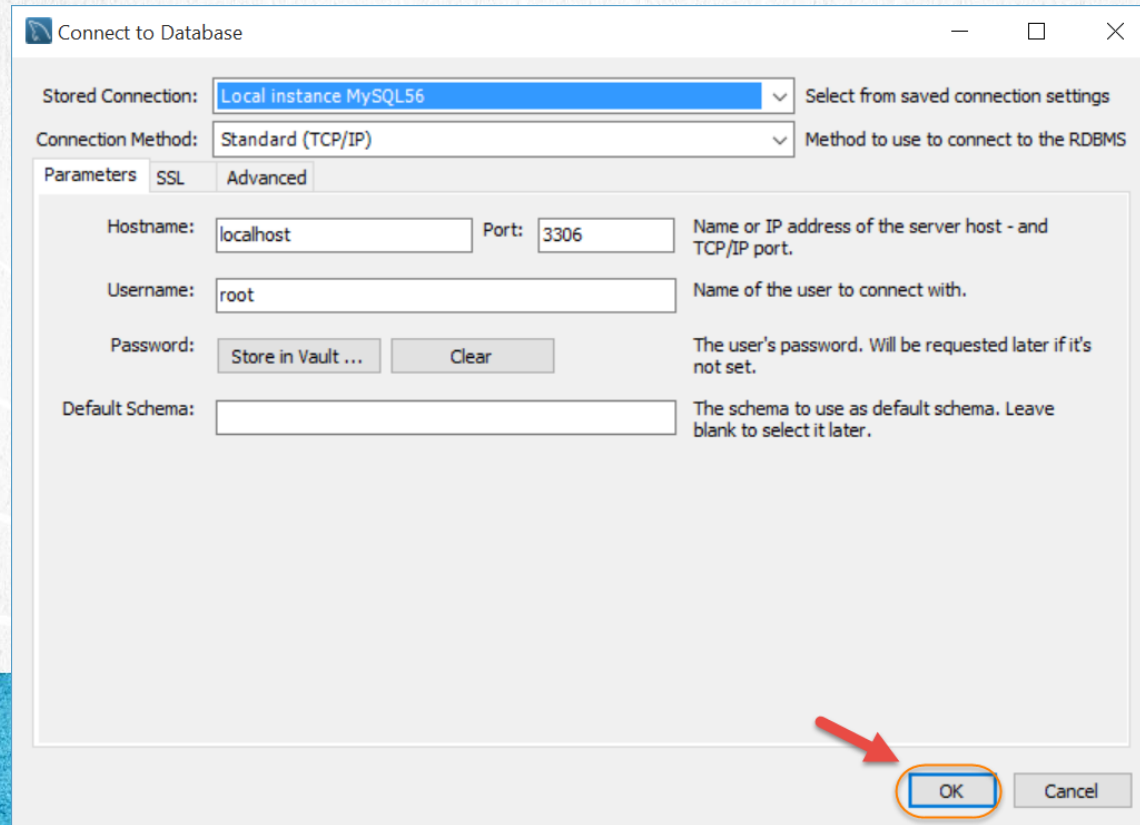 Connect to Database
Stored Connection: Local instance MySQL56 Select from saved connection settings
Connection Method: Standard (TCP/IP) Method to use to connect to the RDBMS
Parameters SSL Advanced
Hostname: localhost Port: 3306 Name or IP address of the server host - and
TCP/IP port.
Username: root Name of the user to connect with.
Password: Store in Vault ... Clear The user's password. Will be requested later if it's
not set.
Default Schema: The schema to use as default schema. Leave
blank to select it later.
OK Cancel